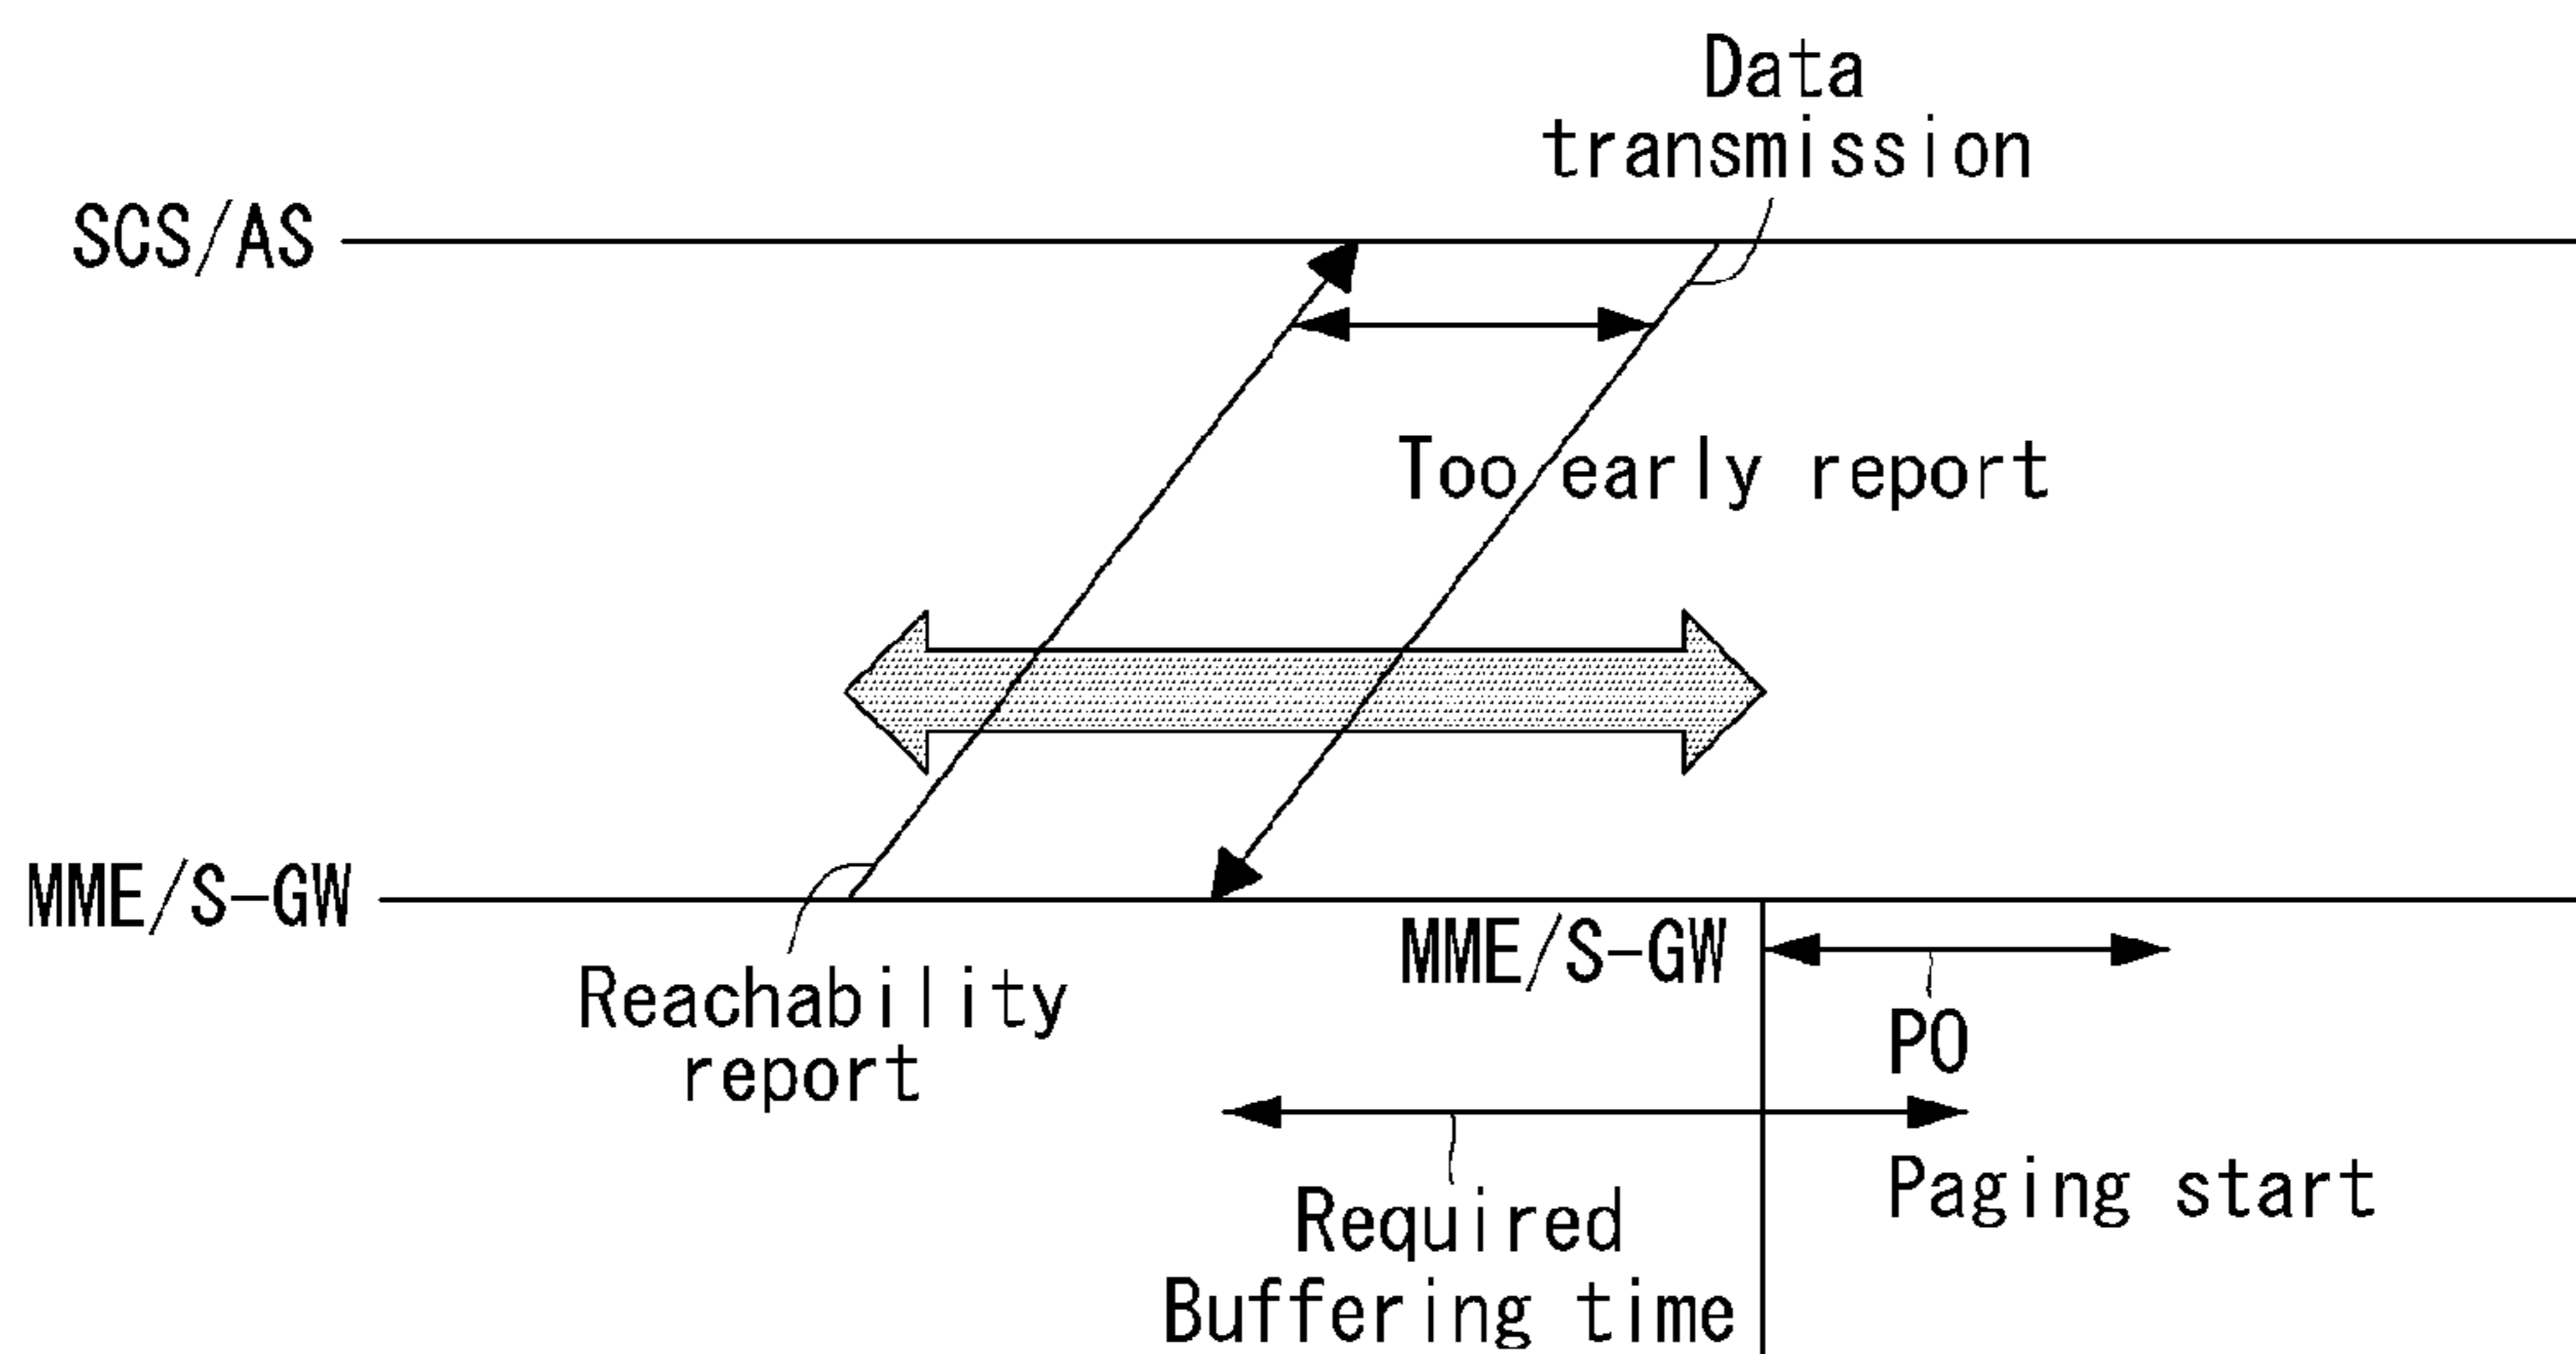 Data
transmission
SCS/AS
Too early report
MME/S-GW
MME/S-GW
Reachability
report
PO
Paging start
Required
Buffering time